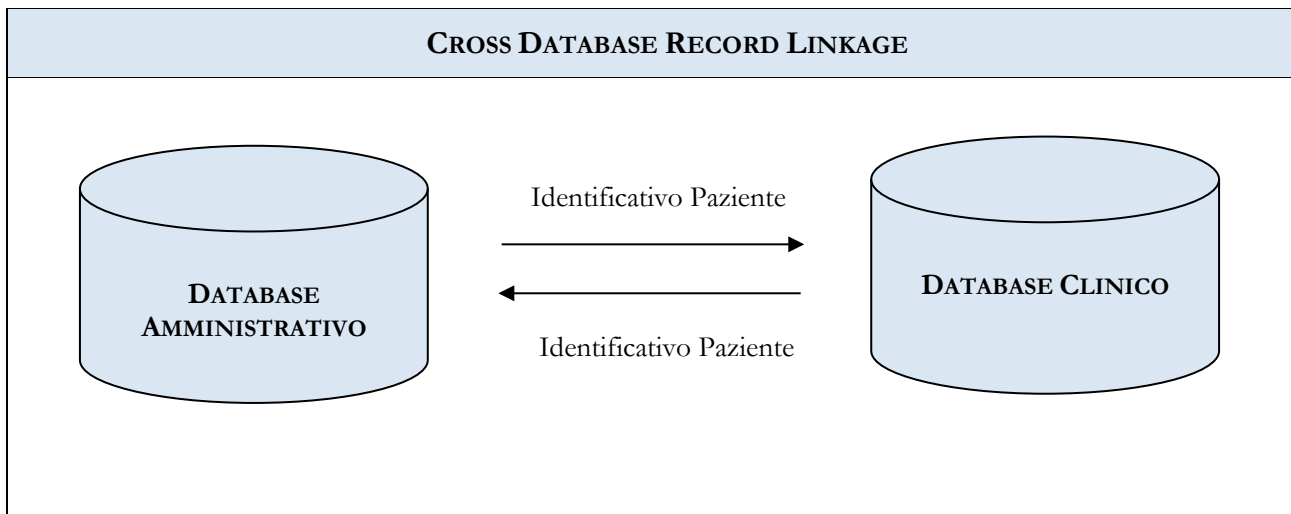 CROSS DATABASE RECORD LINKAGE
Identificativo Paziente
DATABASE
AMMINISTRATIVO
DATABASE CLINICO
Identificativo Paziente